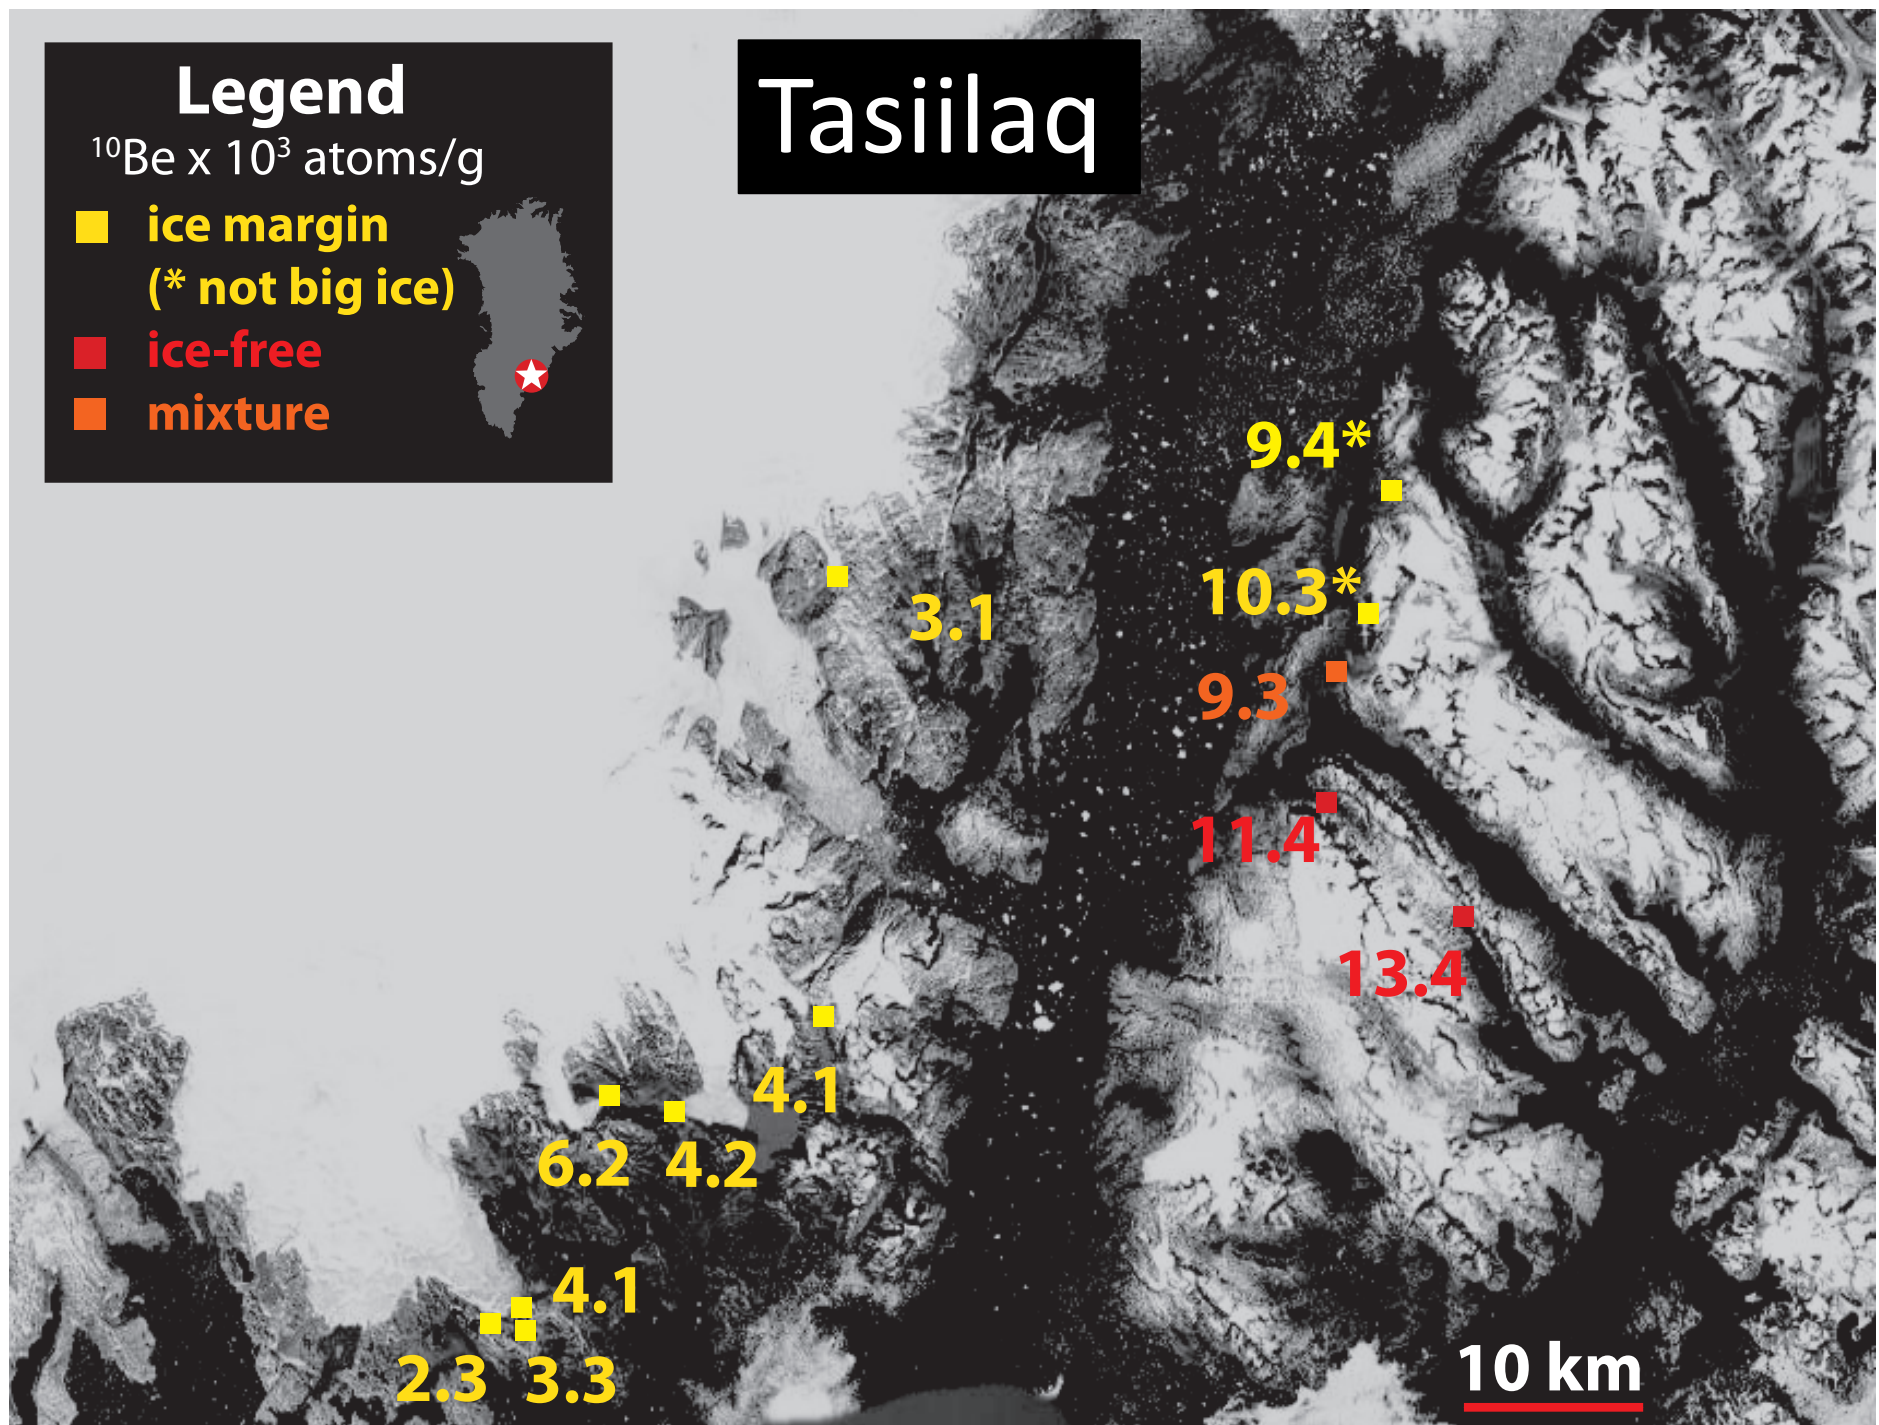 Legend
¹⁰Be x 10³ atoms/g
ice margin
(* not big ice)
ice-free
mixture
Tasiilaq
9.4*
10.3*
3.1
9.3
11.4
13.4
4.1
6.2
4.2
4.1
2.3
3.3
10 km